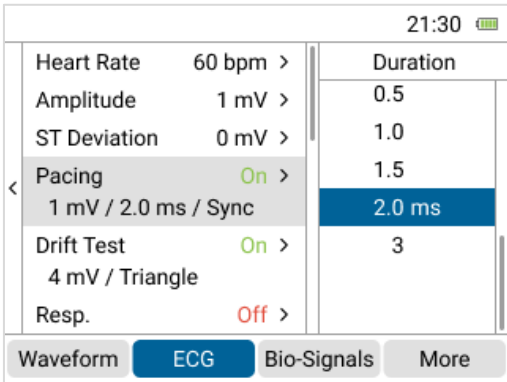 21:30
Heart Rate 60 bpm >
Amplitude 1 mV >
ST Deviation 0 mV >
Pacing On >
1 mV / 2.0 ms / Sync
Drift Test On >
4 mV / Triangle
Resp. Off >
<
Duration
0.5
1.0
1.5
2.0 ms
3
Waveform ECG Bio-Signals More